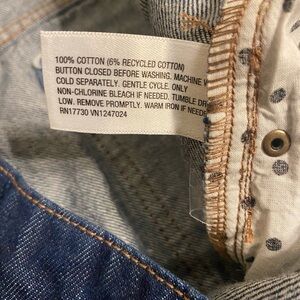 100% COTTON (6% RECYCLED COTTON)
BUTTON CLOSED BEFORE WASHING. MACHINE
COLD SEPARATELY. GENTLE CYCLE. ONLY
NON-CHLORINE BLEACH IF NEEDED. TUMBLE DR
LOW. REMOVE PROMPTLY. WARM IRON IF NEED
RN17730 VN1247024